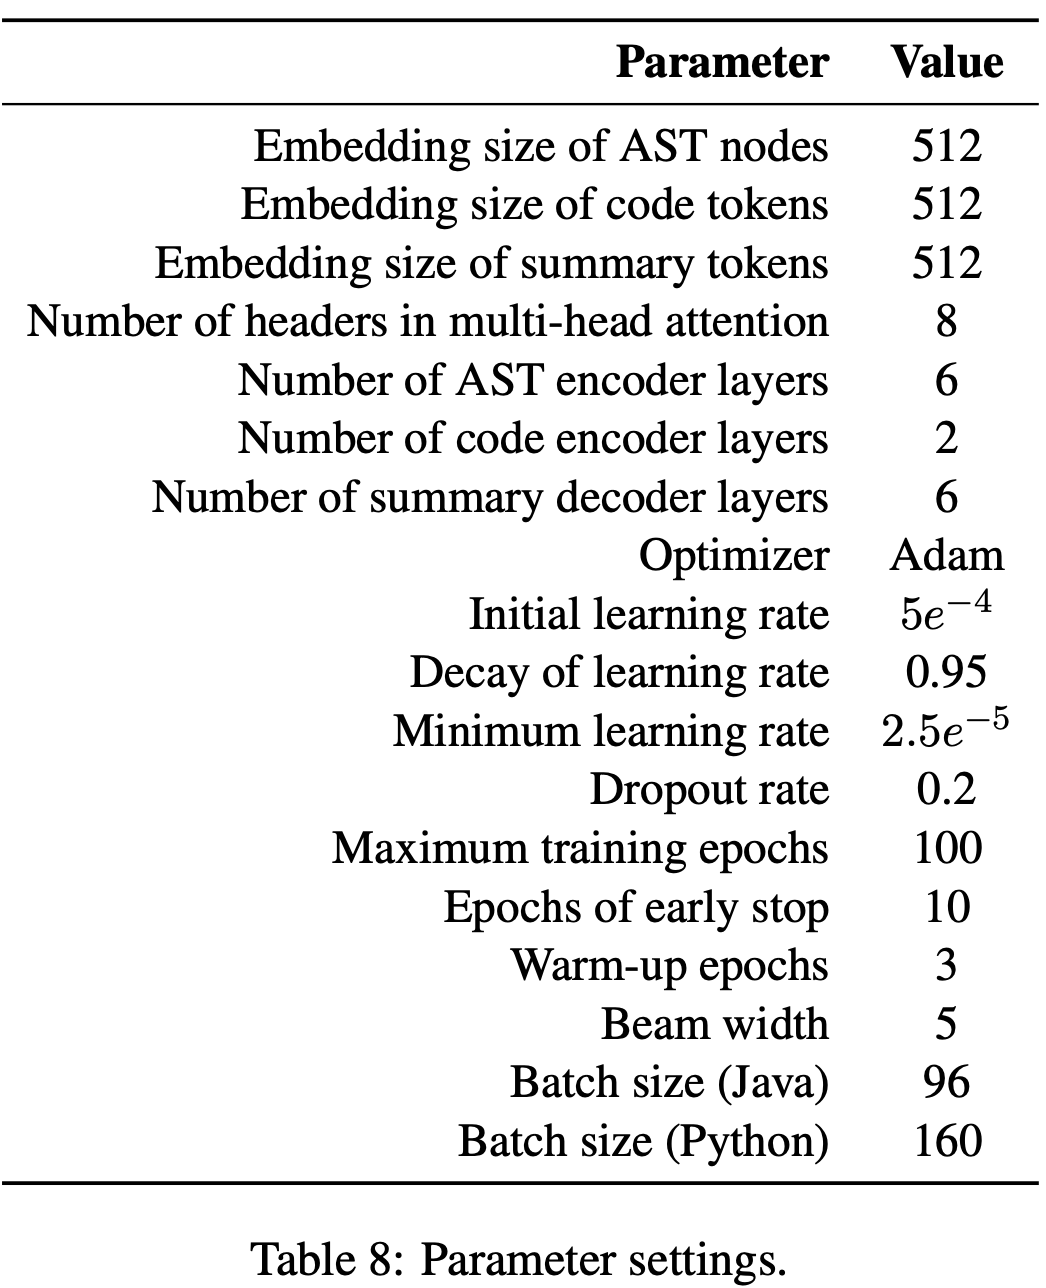 Parameter Value
Embedding size of AST nodes 512
Embedding size of code tokens 512
Embedding size of summary tokens 512
Number of headers in multi-head attention 8
Number of AST encoder layers 6
Number of code encoder layers 2
Number of summary decoder layers 6
Optimizer Adam
Initial learning rate 5e⁻⁴
Decay of learning rate 0.95
Minimum learning rate 2.5e⁻⁵
Dropout rate 0.2
Maximum training epochs 100
Epochs of early stop 10
Warm-up epochs 3
Beam width 5
Batch size (Java) 96
Batch size (Python) 160
Table 8: Parameter settings.